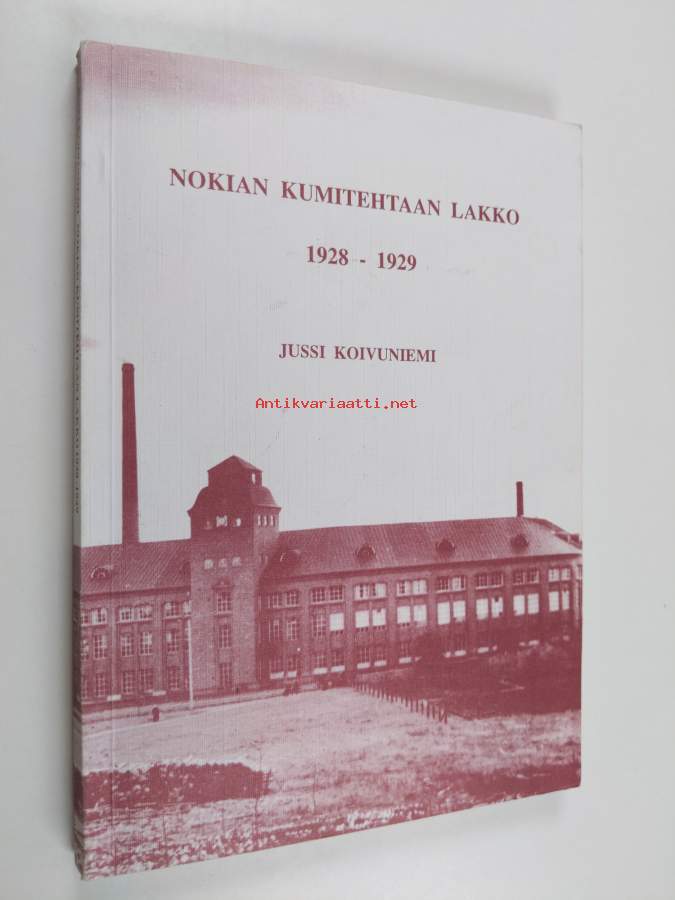 NOKIAN KUMITEHTAAN LAKKO
1928 - 1929
JUSSI KOIVUNIEMI
Antikvariaatti.net